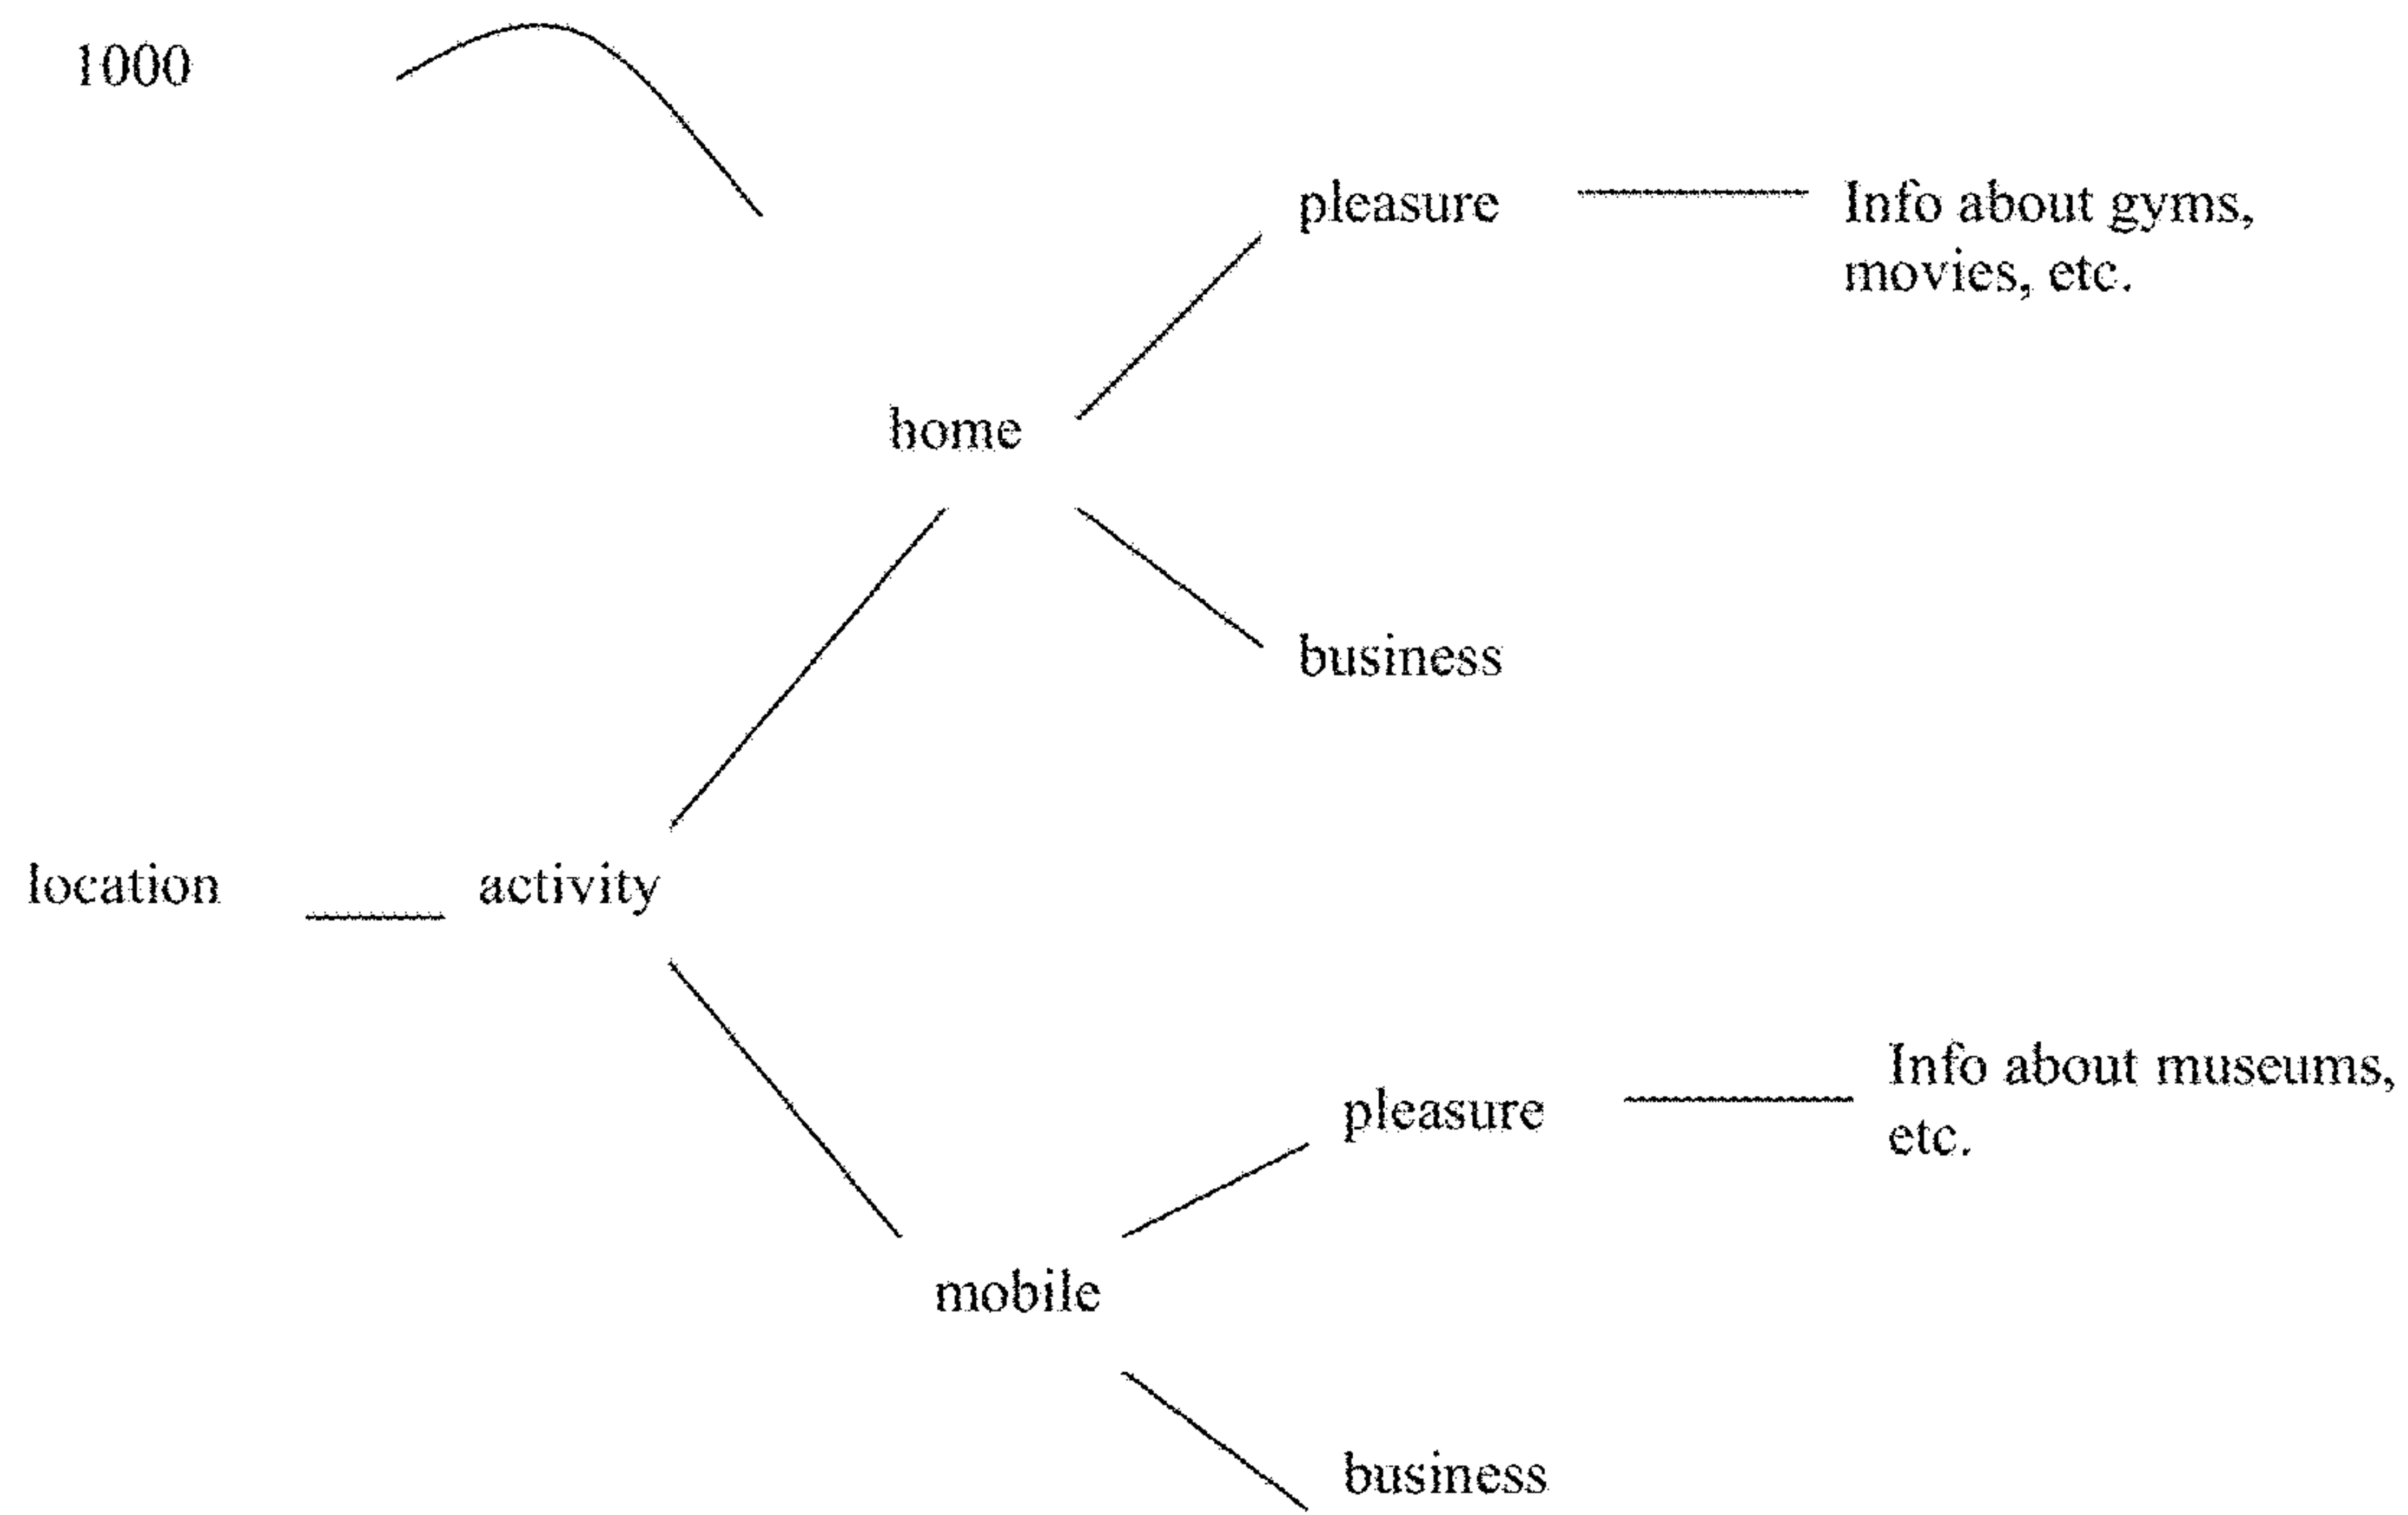 1000
pleasure
Info about gyms,
movies, etc.
home
business
location
activity
Info about museums,
etc.
pleasure
mobile
business